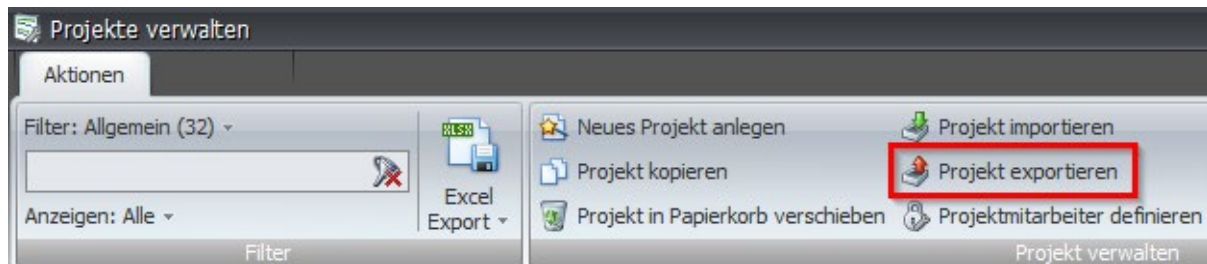 Projekte verwalten
Aktionen
Filter: Allgemein (32)
XLSX
Excel
Export
Anzeigen: Alle
Filter
Neues Projekt anlegen
Projekt importieren
Projekt kopieren
Projekt exportieren
Projekt in Papierkorb verschieben
Projektmitarbeiter definieren
Projekt verwalten